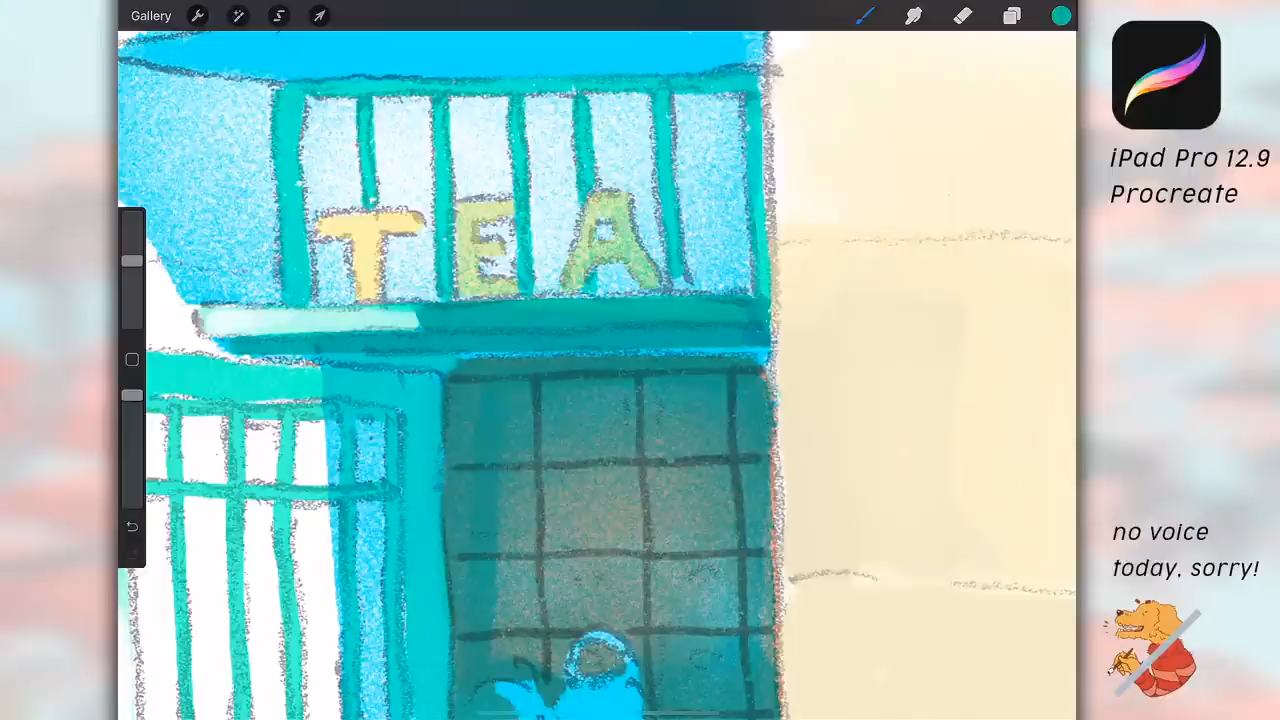 Gallery
iPad Pro 12.9
Procreate
TEA
no voice
today, sorry!